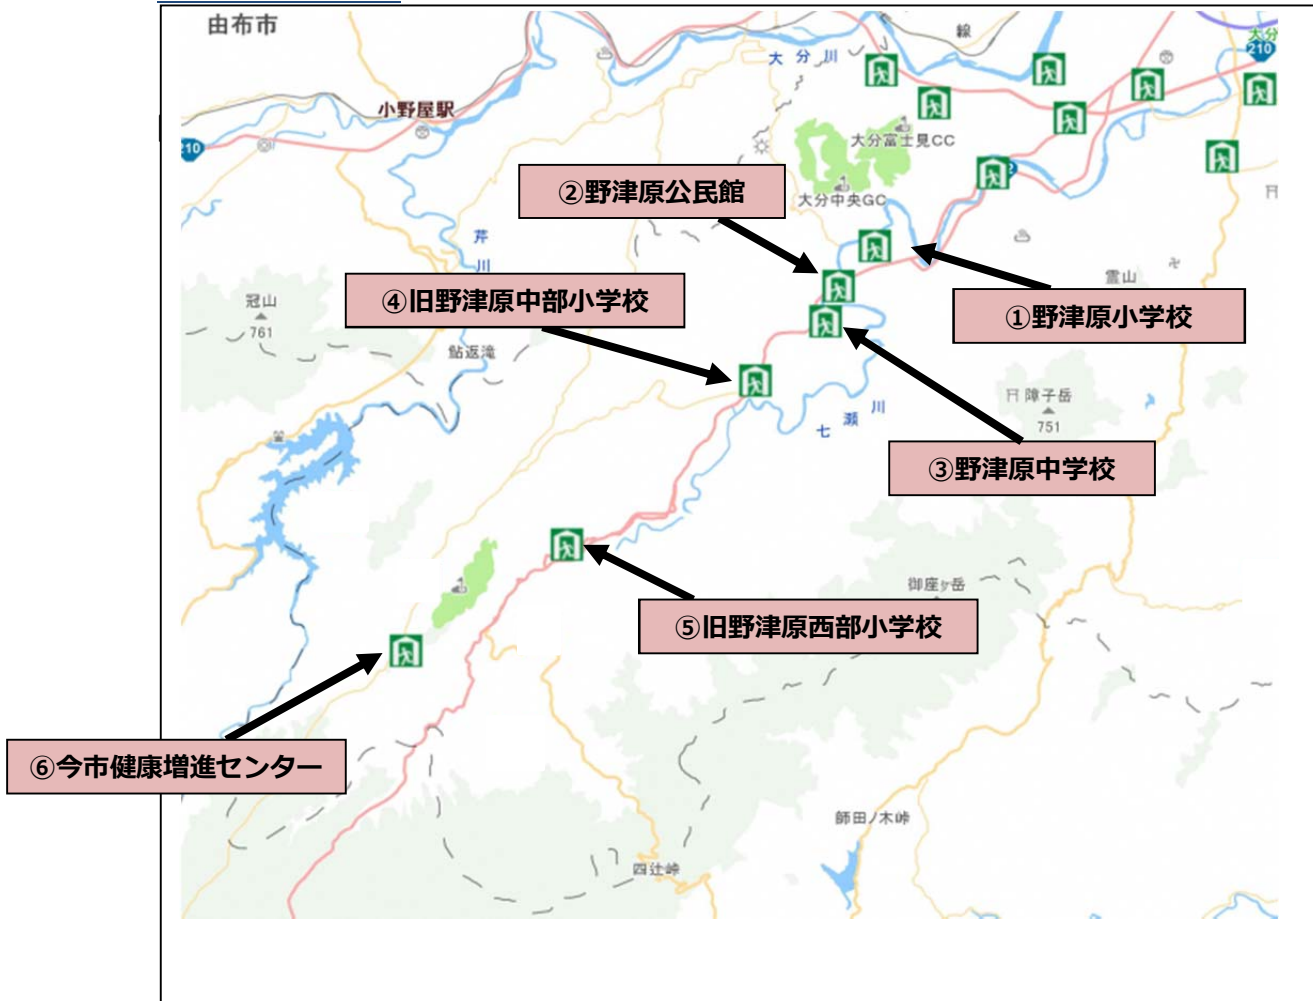 由布市
線
大分
210
大分川
小野屋駅
210
大分富士見CC
②野津原公民館
大分中央GC
芹川
霊山
④旧野津原中部小学校
冠山
761
①野津原小学校
鮎返滝
障子岳
751
七瀬川
③野津原中学校
御座ヶ岳
⑤旧野津原西部小学校
⑥今市健康増進センター
師田ノ木峠
四辻峠